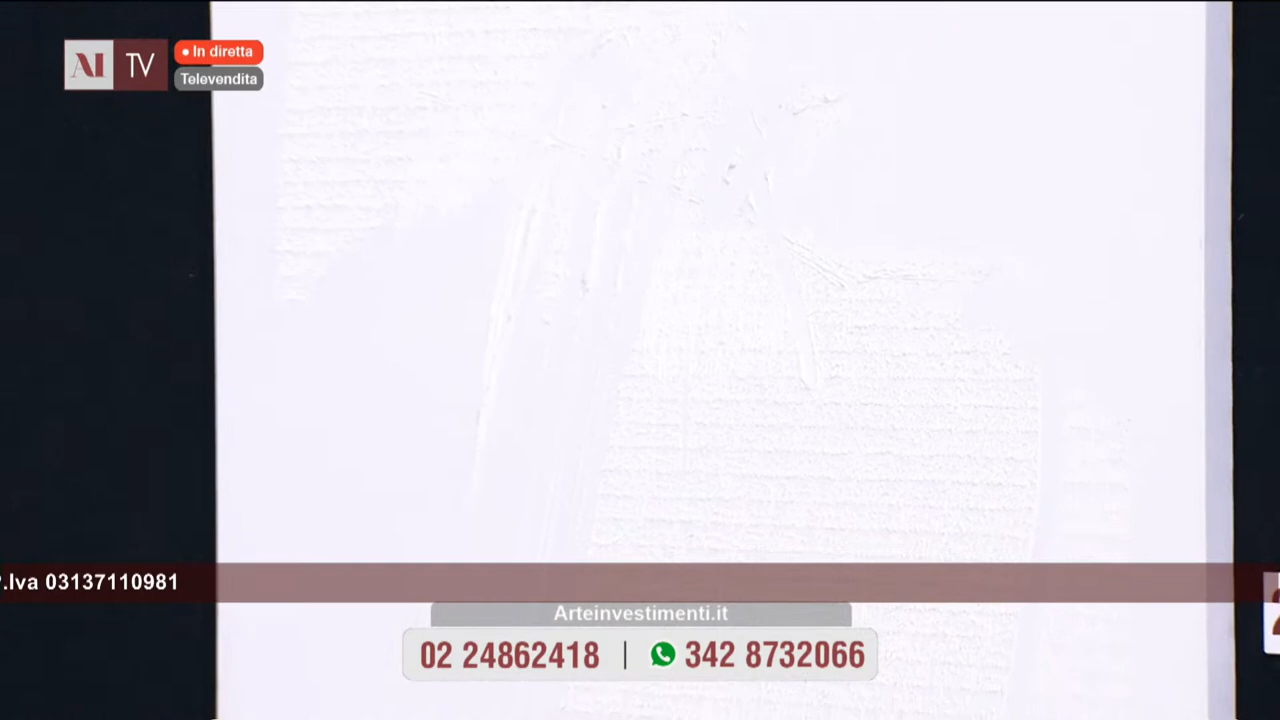 AI TV
In diretta
Televendita
.Iva 03137110981
Arteinvestimenti.it
02 24862418 | 342 8732066